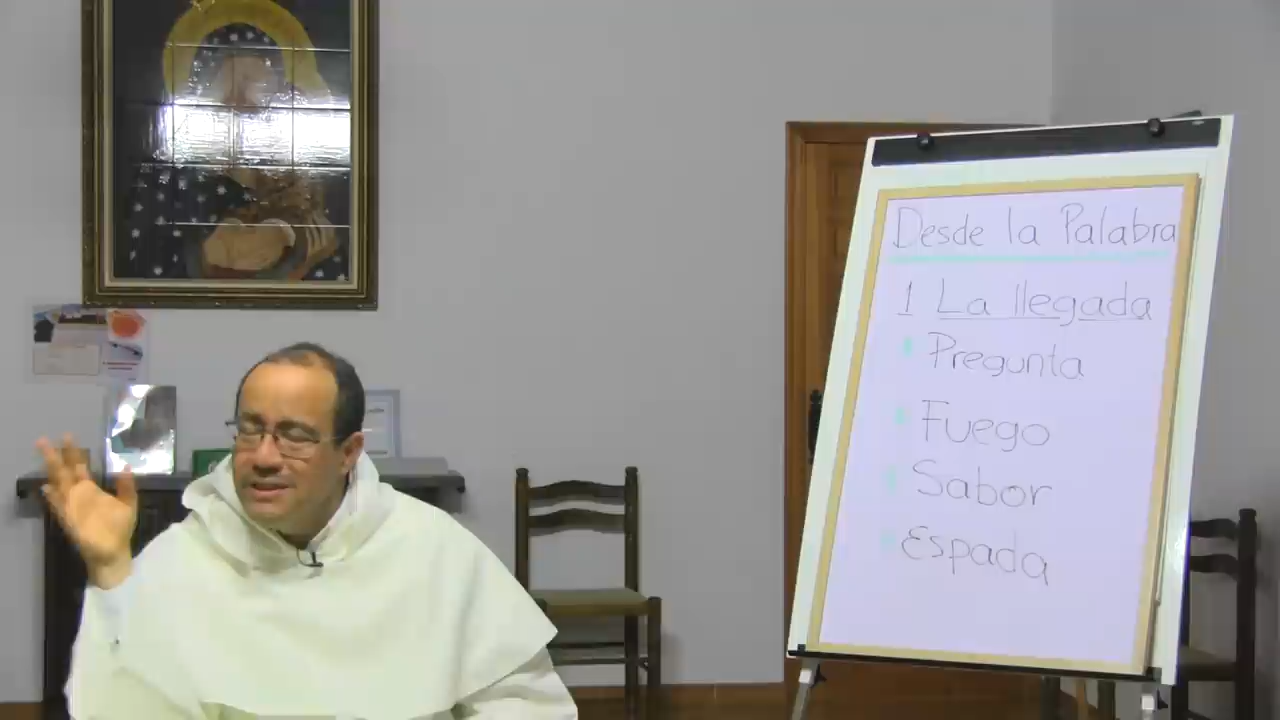 Desde la Palabra
1 La llegada
Pregunta
Fuego
Sabor
Espada